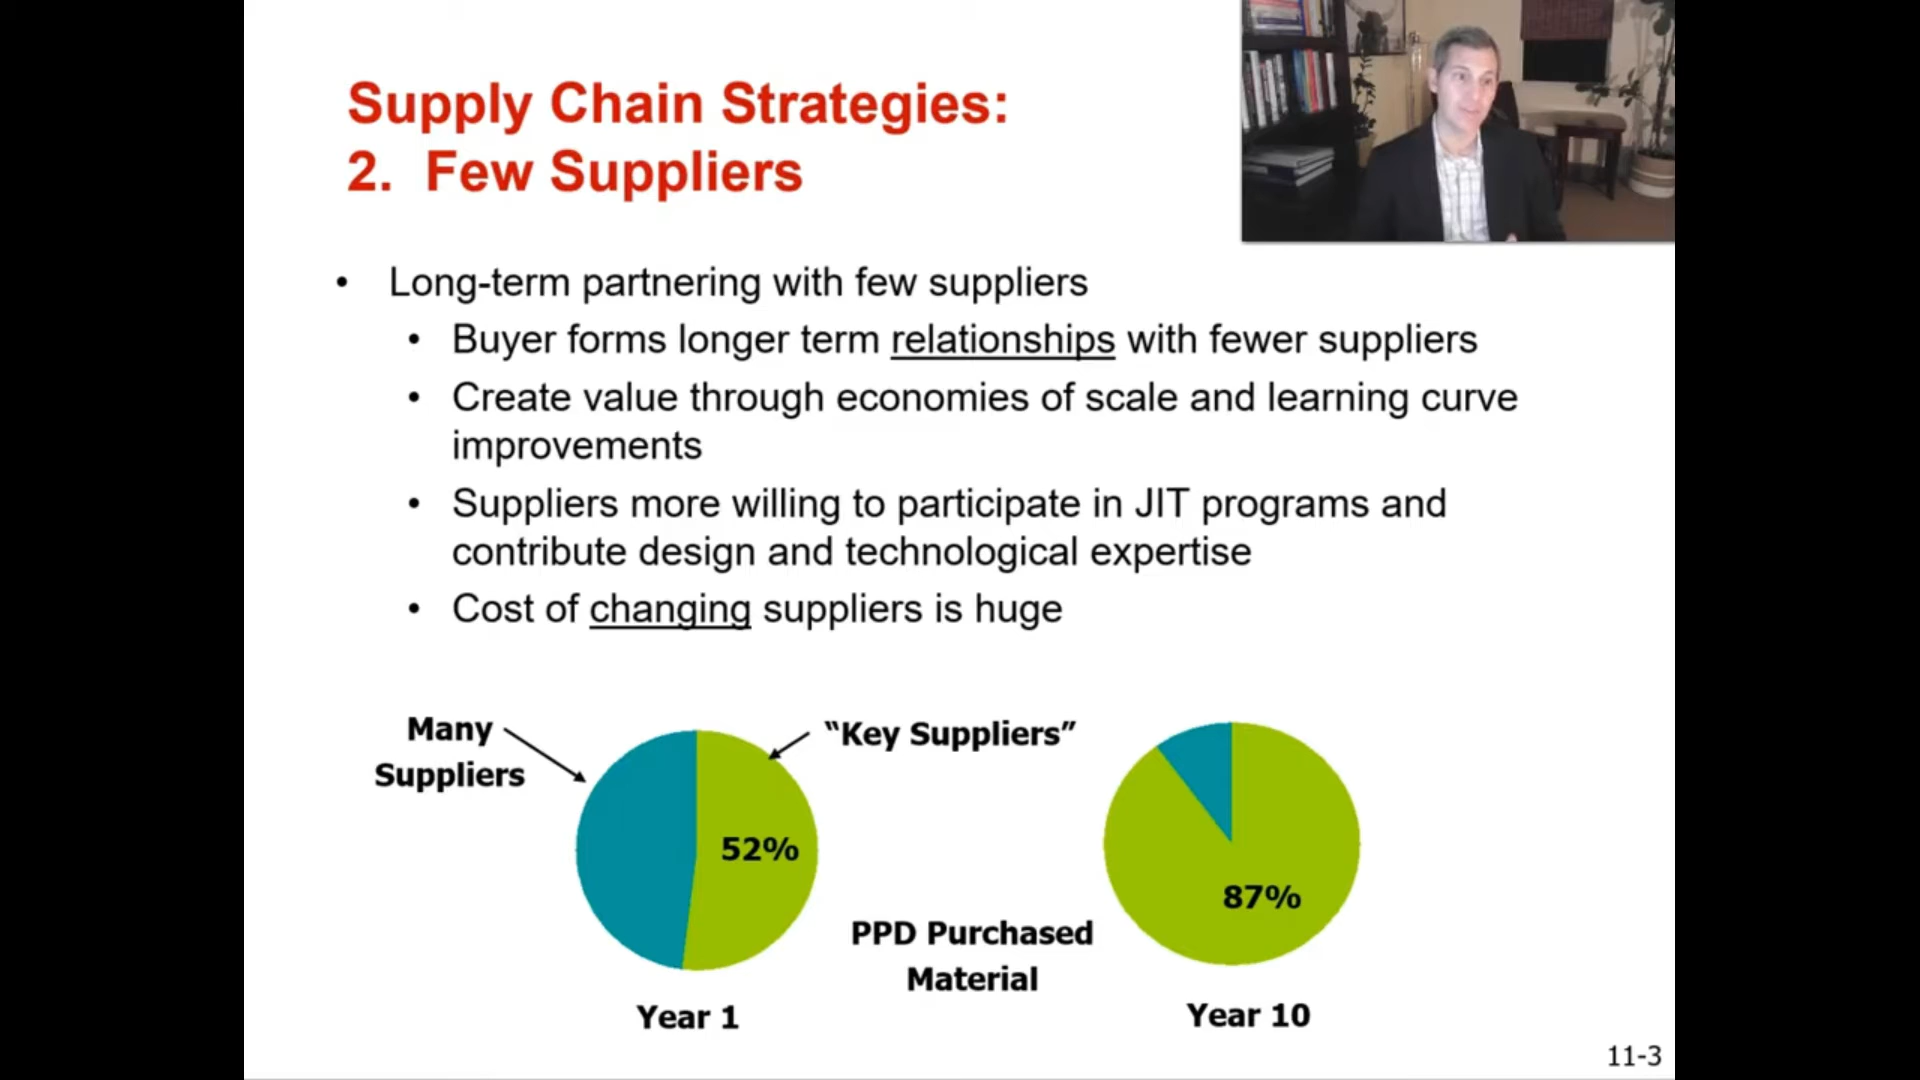 Supply Chain Strategies:
2. Few Suppliers
• Long-term partnering with few suppliers
• Buyer forms longer term relationships with fewer suppliers
• Create value through economies of scale and learning curve
improvements
• Suppliers more willing to participate in JIT programs and
contribute design and technological expertise
• Cost of changing suppliers is huge
Many
Suppliers
“Key Suppliers”
52%
87%
PPD Purchased
Material
Year 1
Year 10
11-3